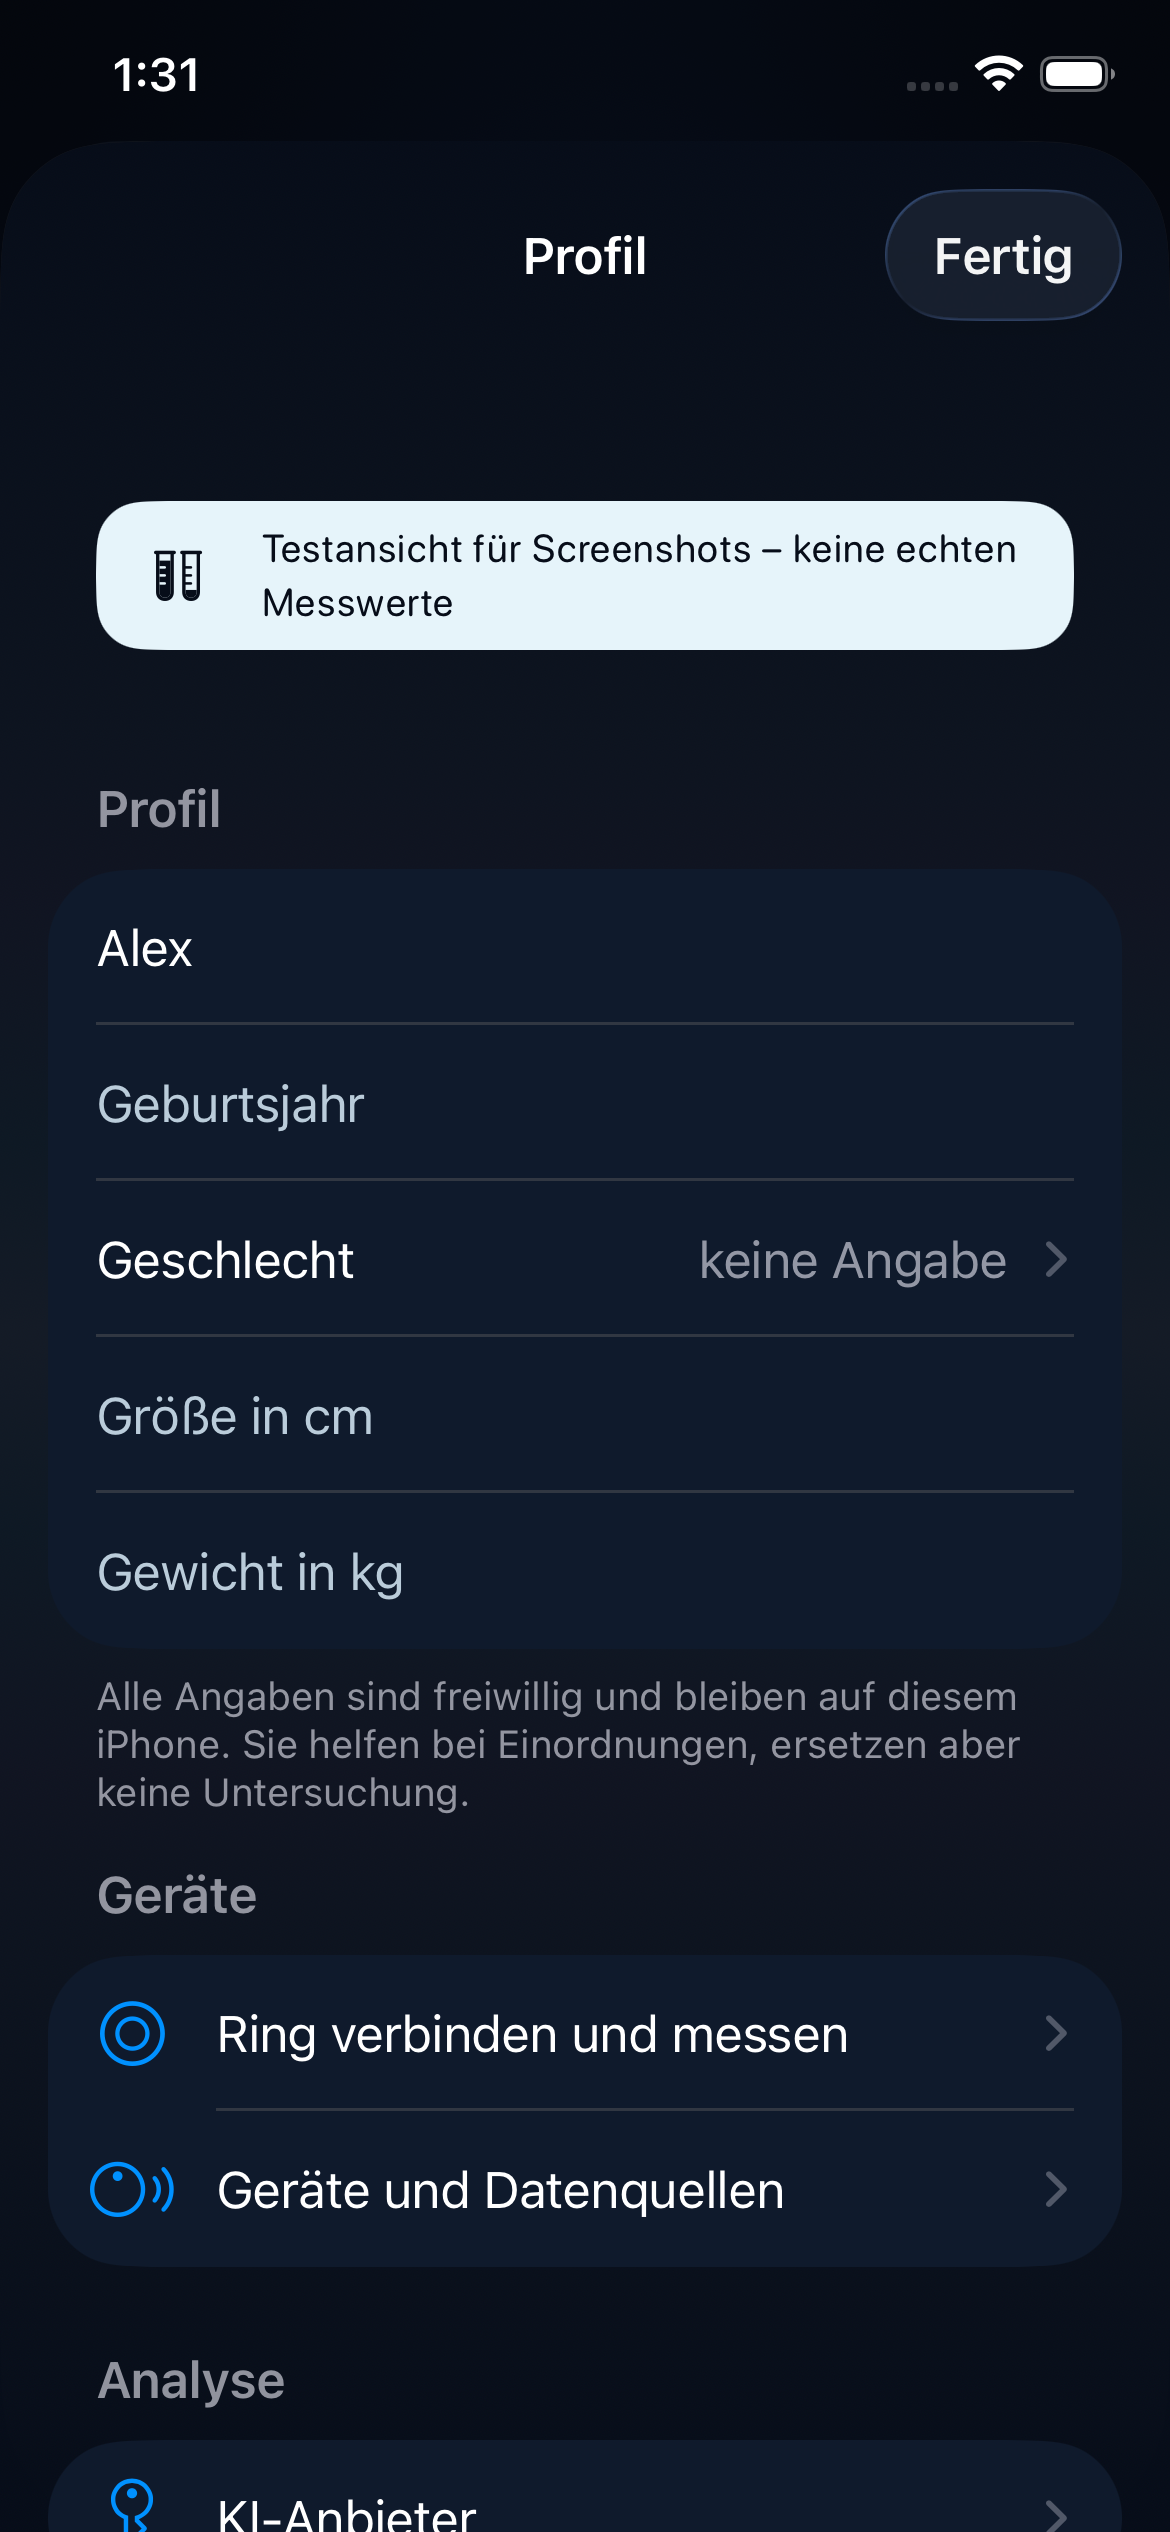 1:31
Profil
Fertig
Testansicht für Screenshots – keine echten
Messwerte
Profil
Alex
Geburtsjahr
Geschlecht keine Angabe
Größe in cm
Gewicht in kg
Alle Angaben sind freiwillig und bleiben auf diesem
iPhone. Sie helfen bei Einordnungen, ersetzen aber
keine Untersuchung.
Geräte
Ring verbinden und messen
Geräte und Datenquellen
Analyse
KI-Anbieter